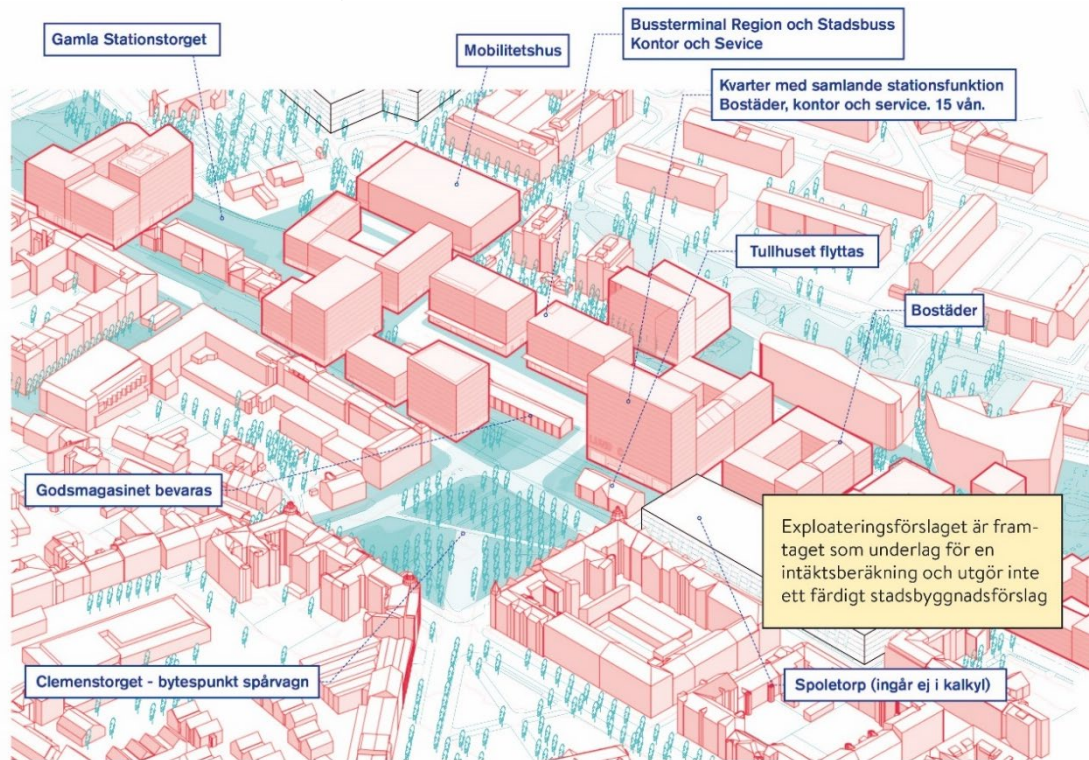 Gamla Stationstorget
Mobilitetshus
Bussterminal Region och Stadsbuss
Kontor och Sevice
Kvarter med samlande stationsfunktion
Bostäder, kontor och service. 15 vån.
Tullhuset flyttas
Bostäder
Godsmagasinet bevaras
Exploateringsförslaget är fram-
taget som underlag för en
intäktsberäkning och utgör inte
ett färdigt stadsbyggnadsförslag
Clemenstorget - bytespunkt spårvagn
Spoletorp (ingår ej i kalkyl)